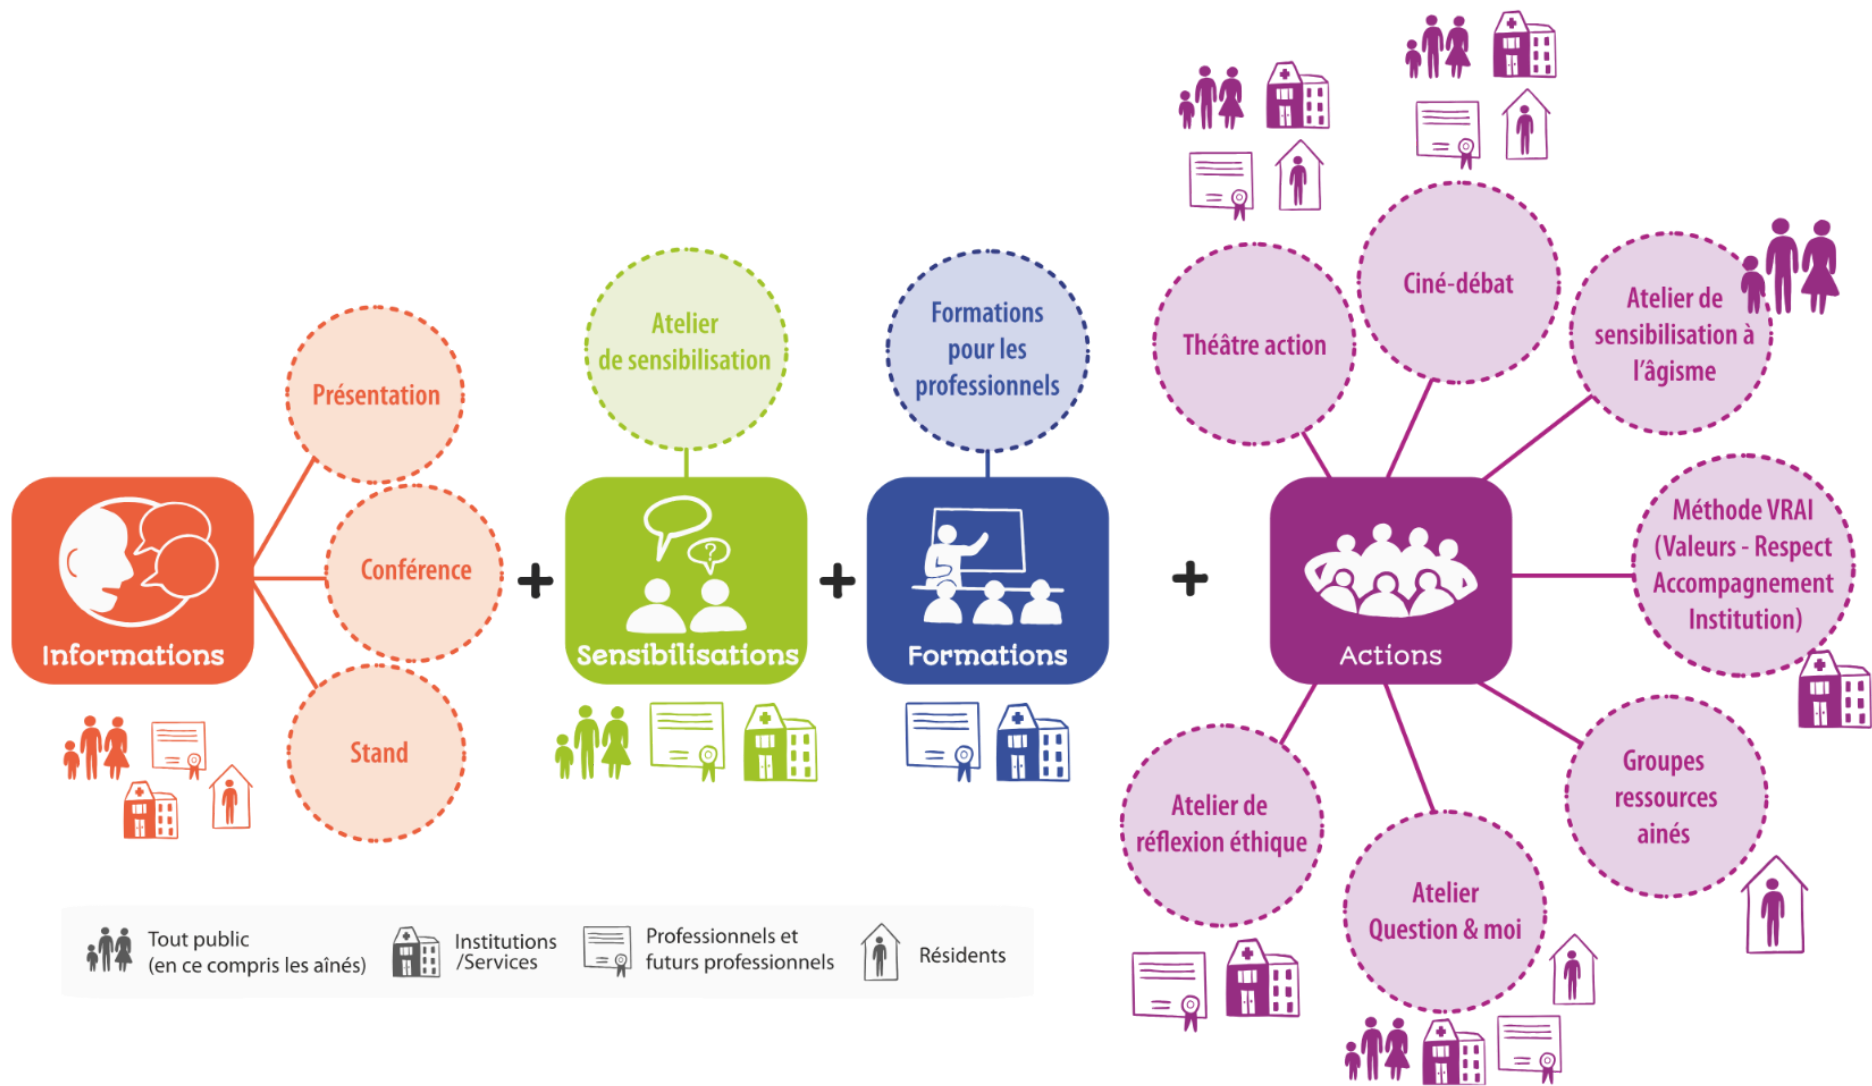 Présentation
Conférence
Stand
Informations
+
Atelier
de sensibilisation
Sensibilisations
?
+
Formations
pour les
professionnels
Formations
+
Théâtre action
Ciné-débat
Atelier de
sensibilisation à
l'âgisme
Méthode VRAI
(Valeurs - Respect
Accompagnement
Institution)
Actions
Groupes
ressources
ainés
Atelier
Question & moi
Atelier de
réflexion éthique
Tout public
(en ce compris les aînés)
Institutions
/Services
Professionnels et
futurs professionnels
Résidents